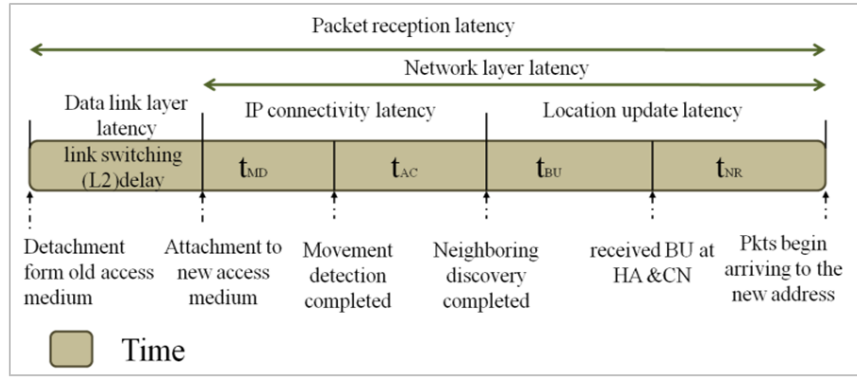 Packet reception latency
Network layer latency
Data link layer
latency
IP connectivity latency
Location update latency
link switching
(L2)delay
tMD
tAC
tBU
tNR
Detachment
form old access
medium
Attachment to
new access
medium
Movement
detection
completed
Neighboring
discovery
completed
received BU at
HA &CN
Pkts begin
arriving to the
new address
Time